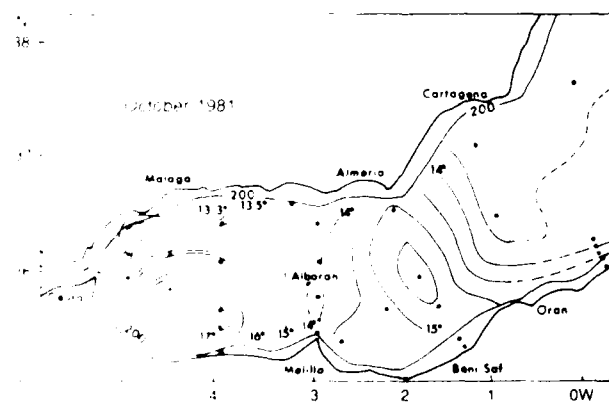 38
October 1981
Cartagena
200
Malaga
Almeria
14°
200
13.3°
13.5°
14°
Alboran
17°
16°
15°
14°
15°
Oran
Melilla
Beni Saf
4
3
2
1
0W